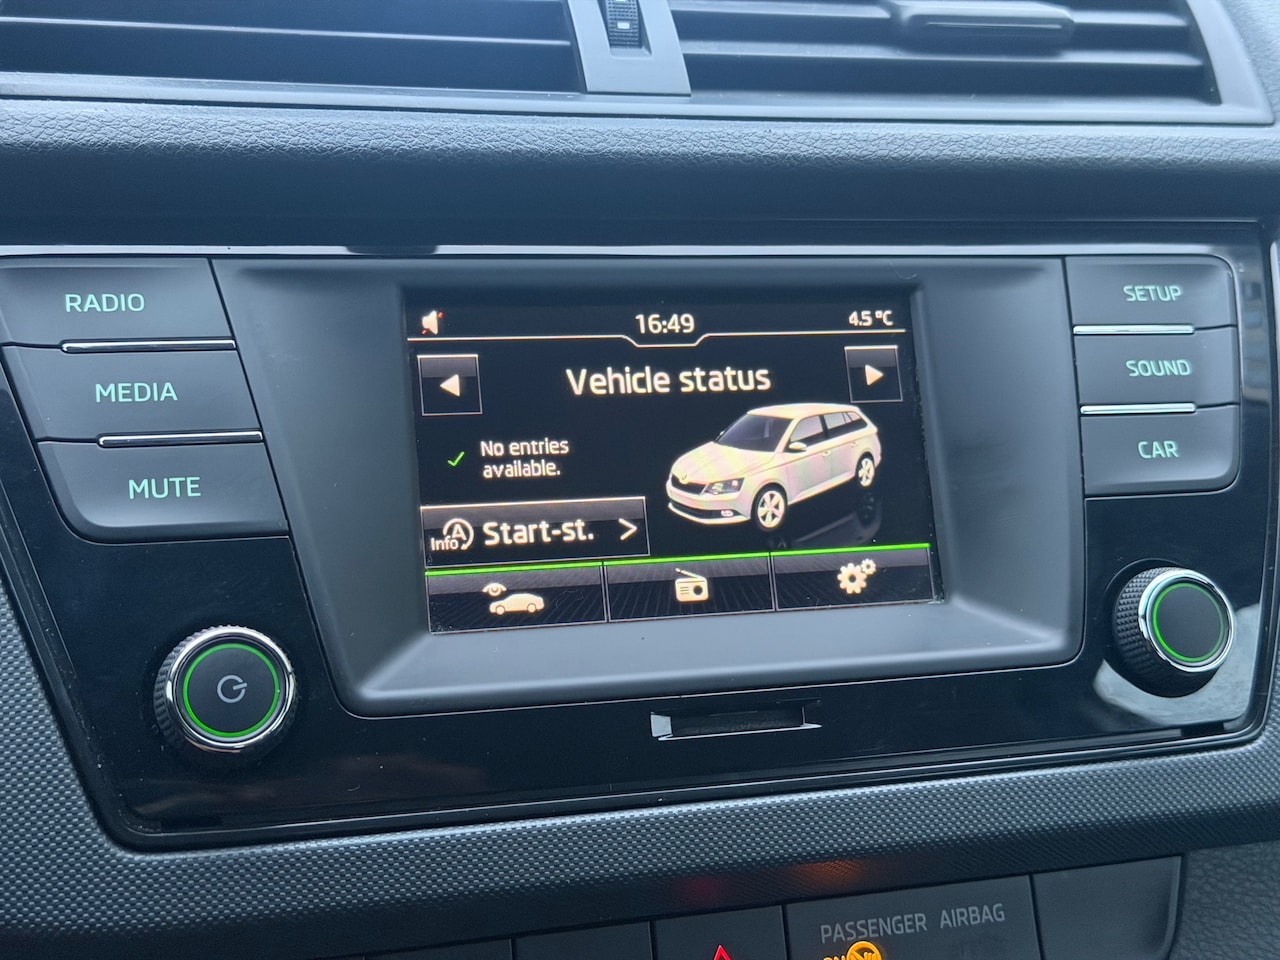 RADIO
MEDIA
MUTE
16:49
4.5 °C
Vehicle status
No entries
available.
Info
A
Start-st. >
SETUP
SOUND
CAR
PASSENGER AIRBAG